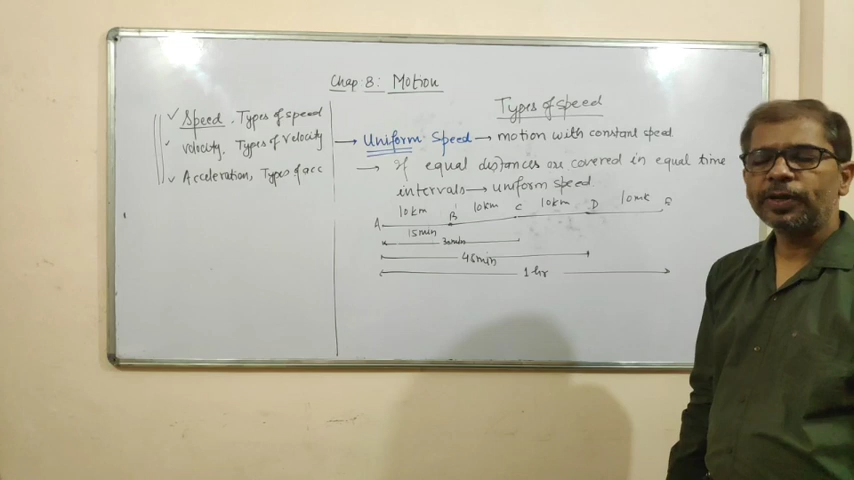 Chap. 8: Motion
✓ Speed. Types of speed
velocity. Types of velocity
✓ Acceleration, Types of acc
Types of speed
→ Uniform Speed → motion with constant speed
→ If equal distances are covered in equal time
intervals → uniform speed
10km 10km 10km
A B C D
15min
30min
45min
1 hr